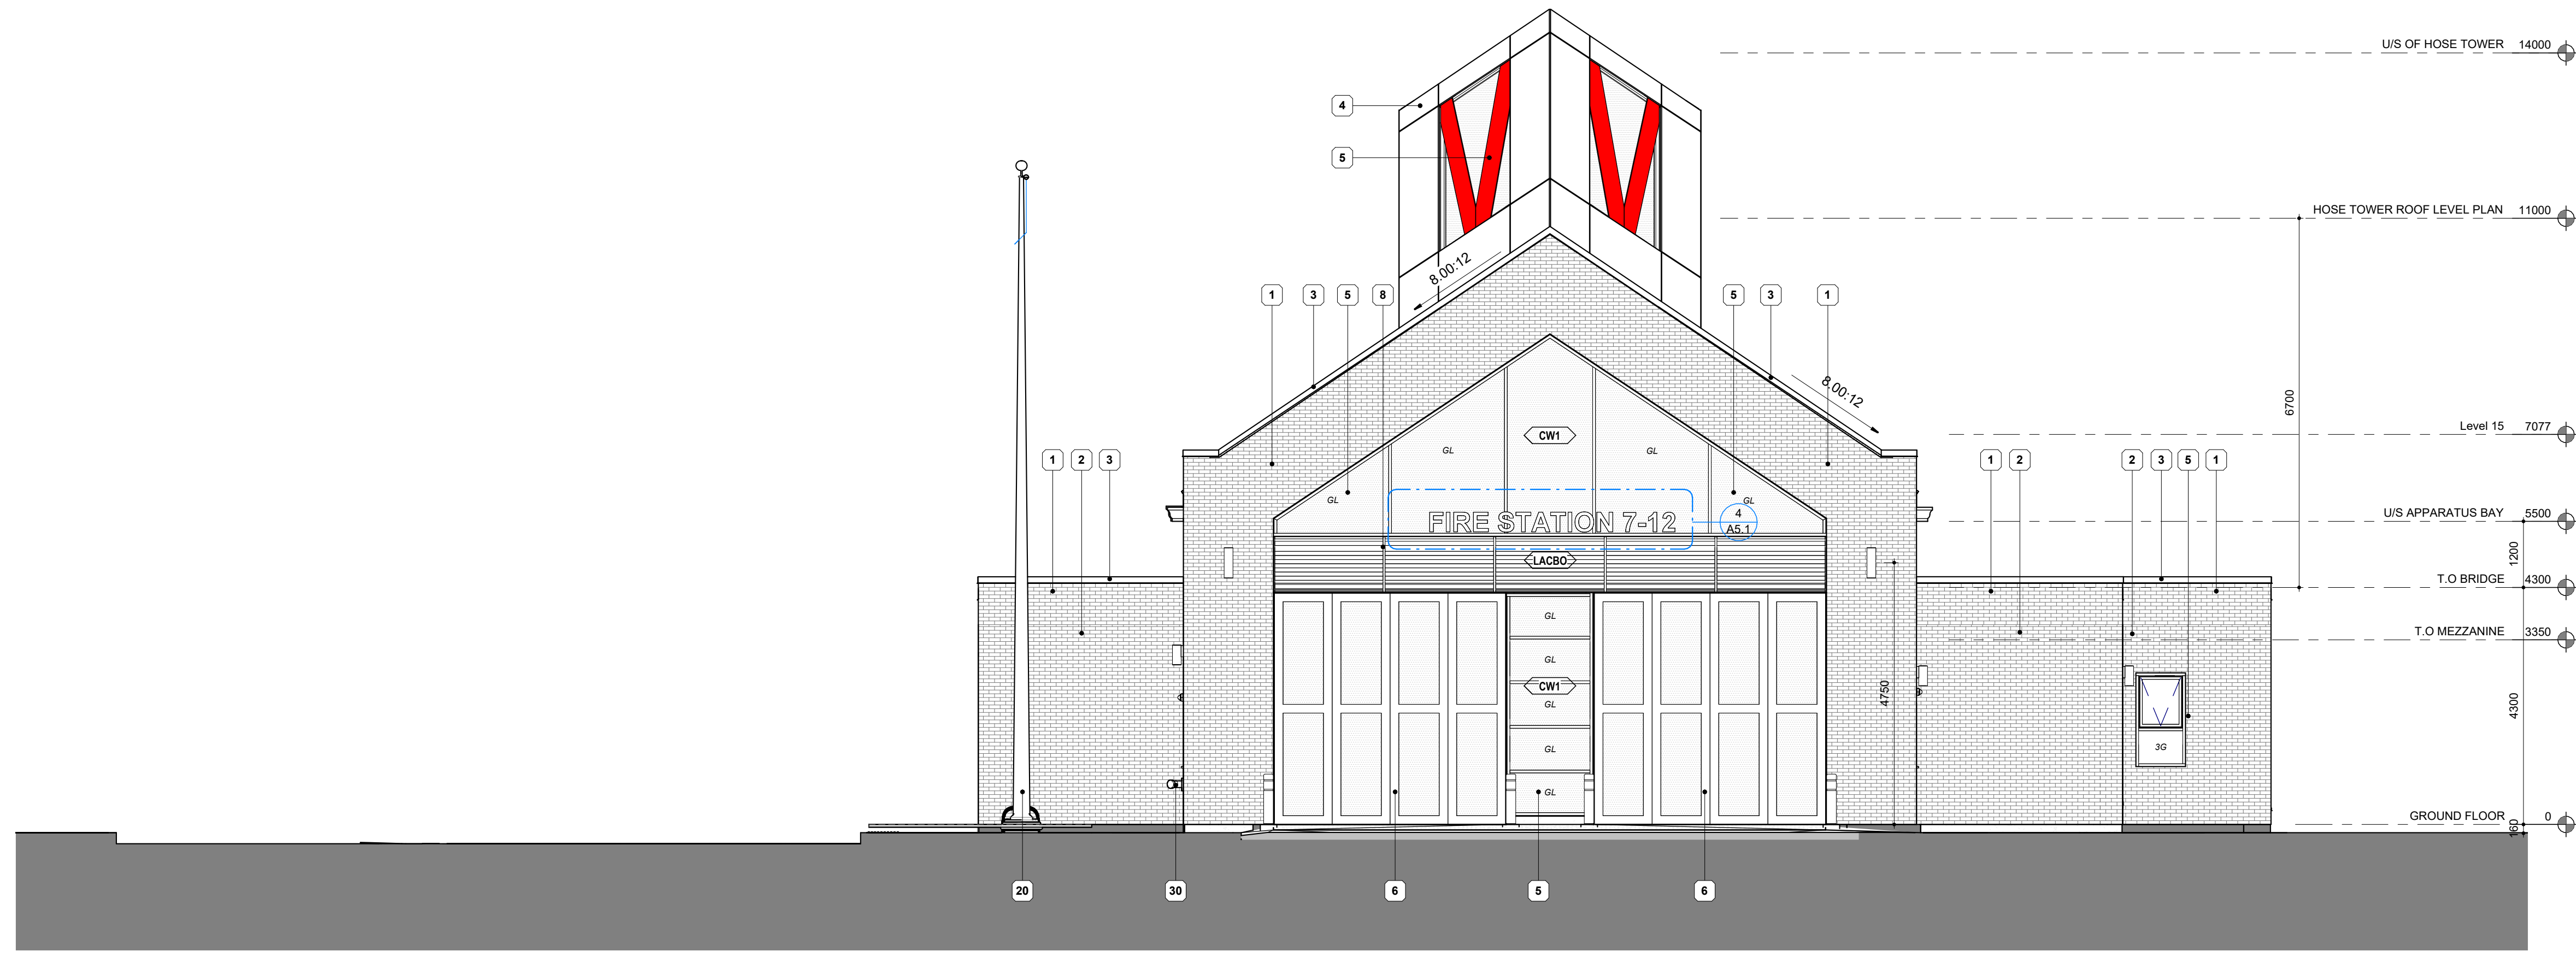 U/S OF HOSE TOWER 14000
4
5
HOSE TOWER ROOF LEVEL PLAN 11000
8.00:12
1 3 5 8 5 3 1
8.00:12
6700
Level 15 7077
CW1
GL GL
1 2 3 1 2 2 3 5 1
GL GL
U/S APPARATUS BAY 5500
FIRE STATION 7-12
4
A5.1
1200
LACBO
T.O BRIDGE 4300
GL
T.O MEZZANINE 3350
GL
CW1
4750
GL
4300
GL
3G
GL
GROUND FLOOR 0
160
20 30 6 5 6